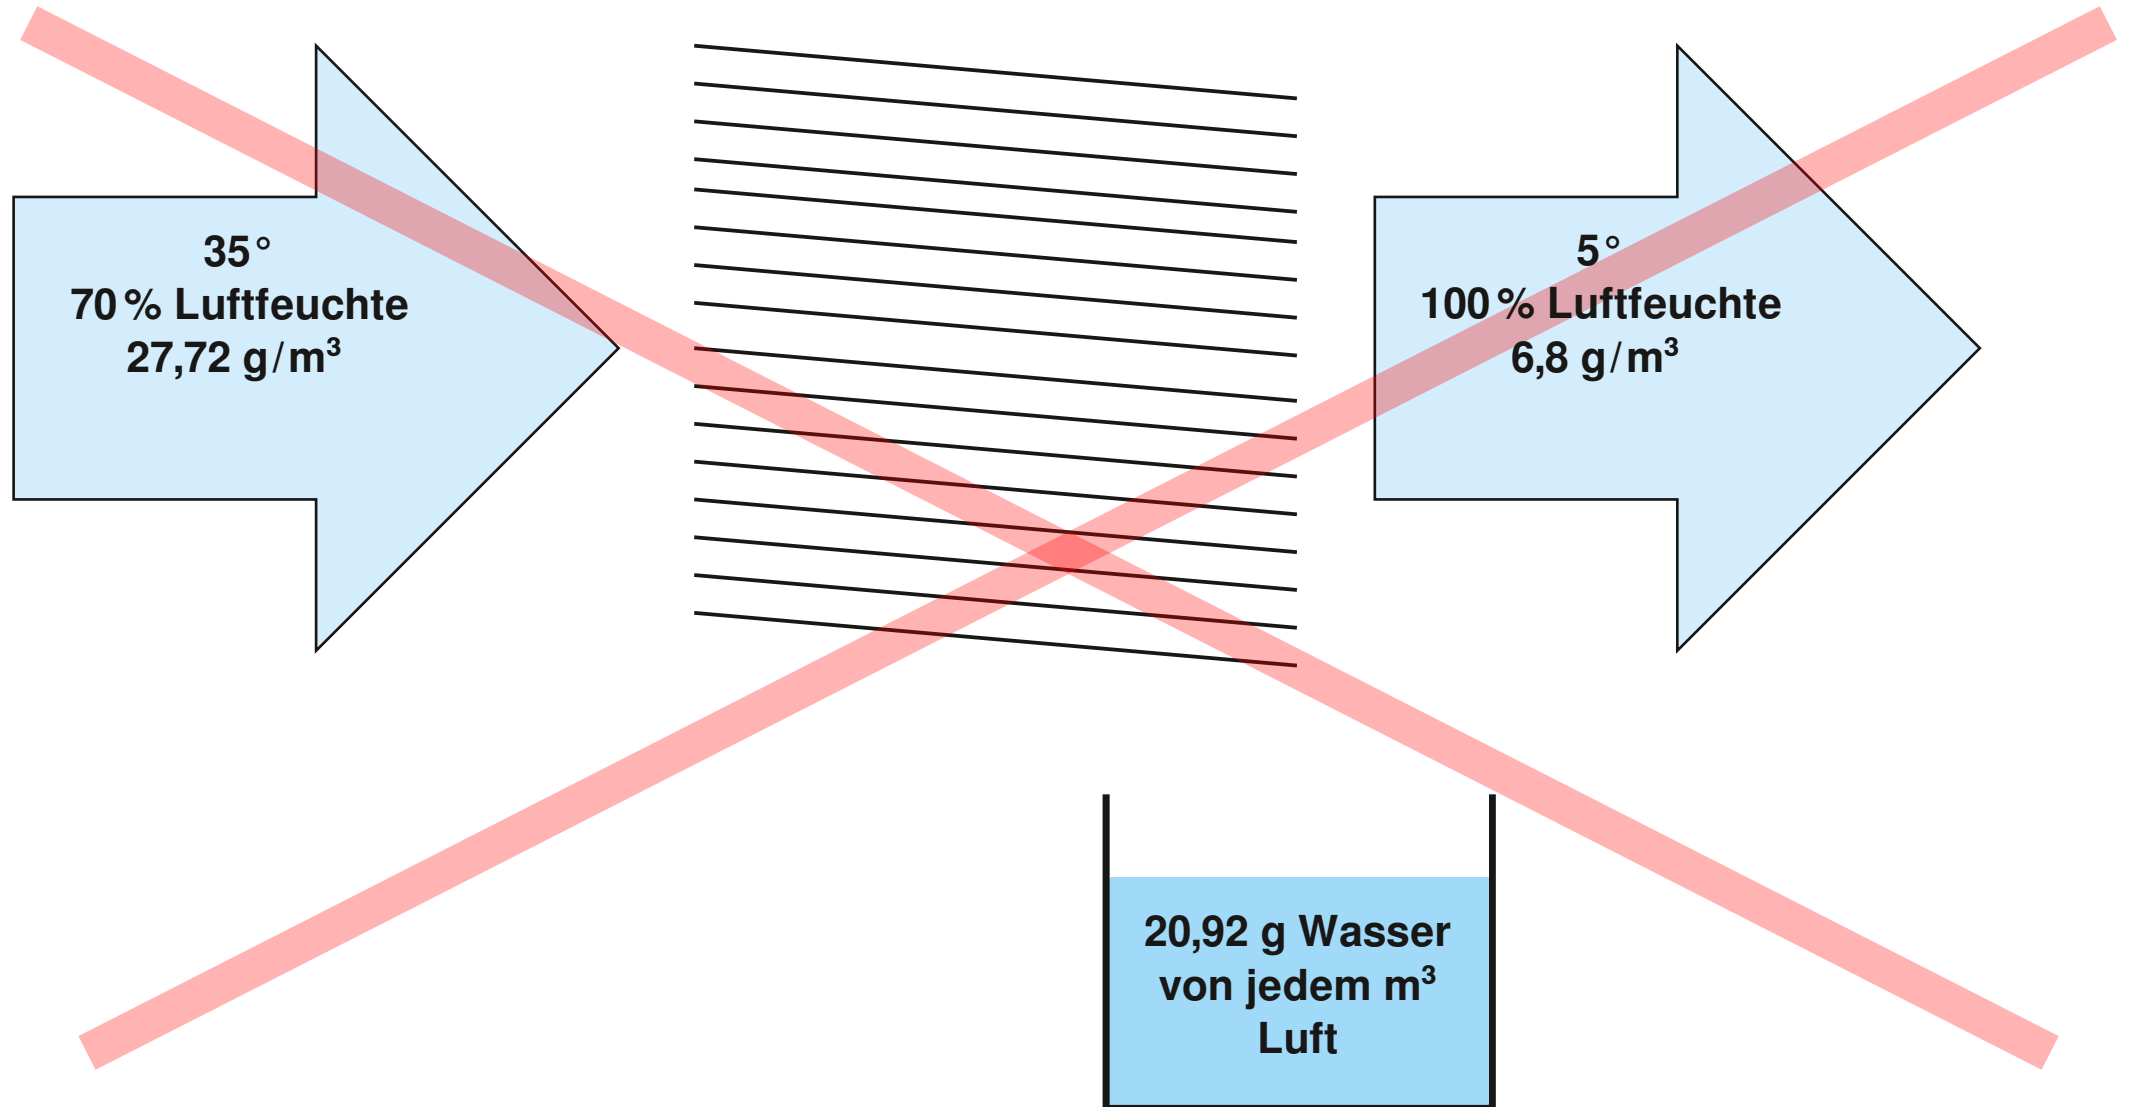 35°
70 % Luftfeuchte
27,72 g/m³
5°
100 % Luftfeuchte
6,8 g/m³
20,92 g Wasser
von jedem m³
Luft